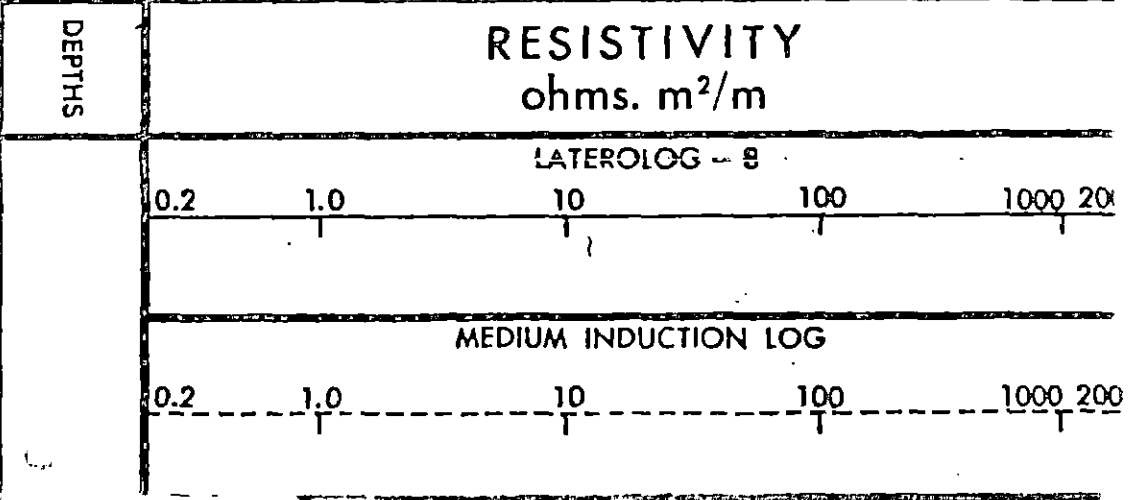 DEPTHS
RESISTIVITY
ohms. m²/m
LATEROLOG – 8
0.2 1.0 10 100 1000 20
MEDIUM INDUCTION LOG
0.2 1.0 10 100 1000 200